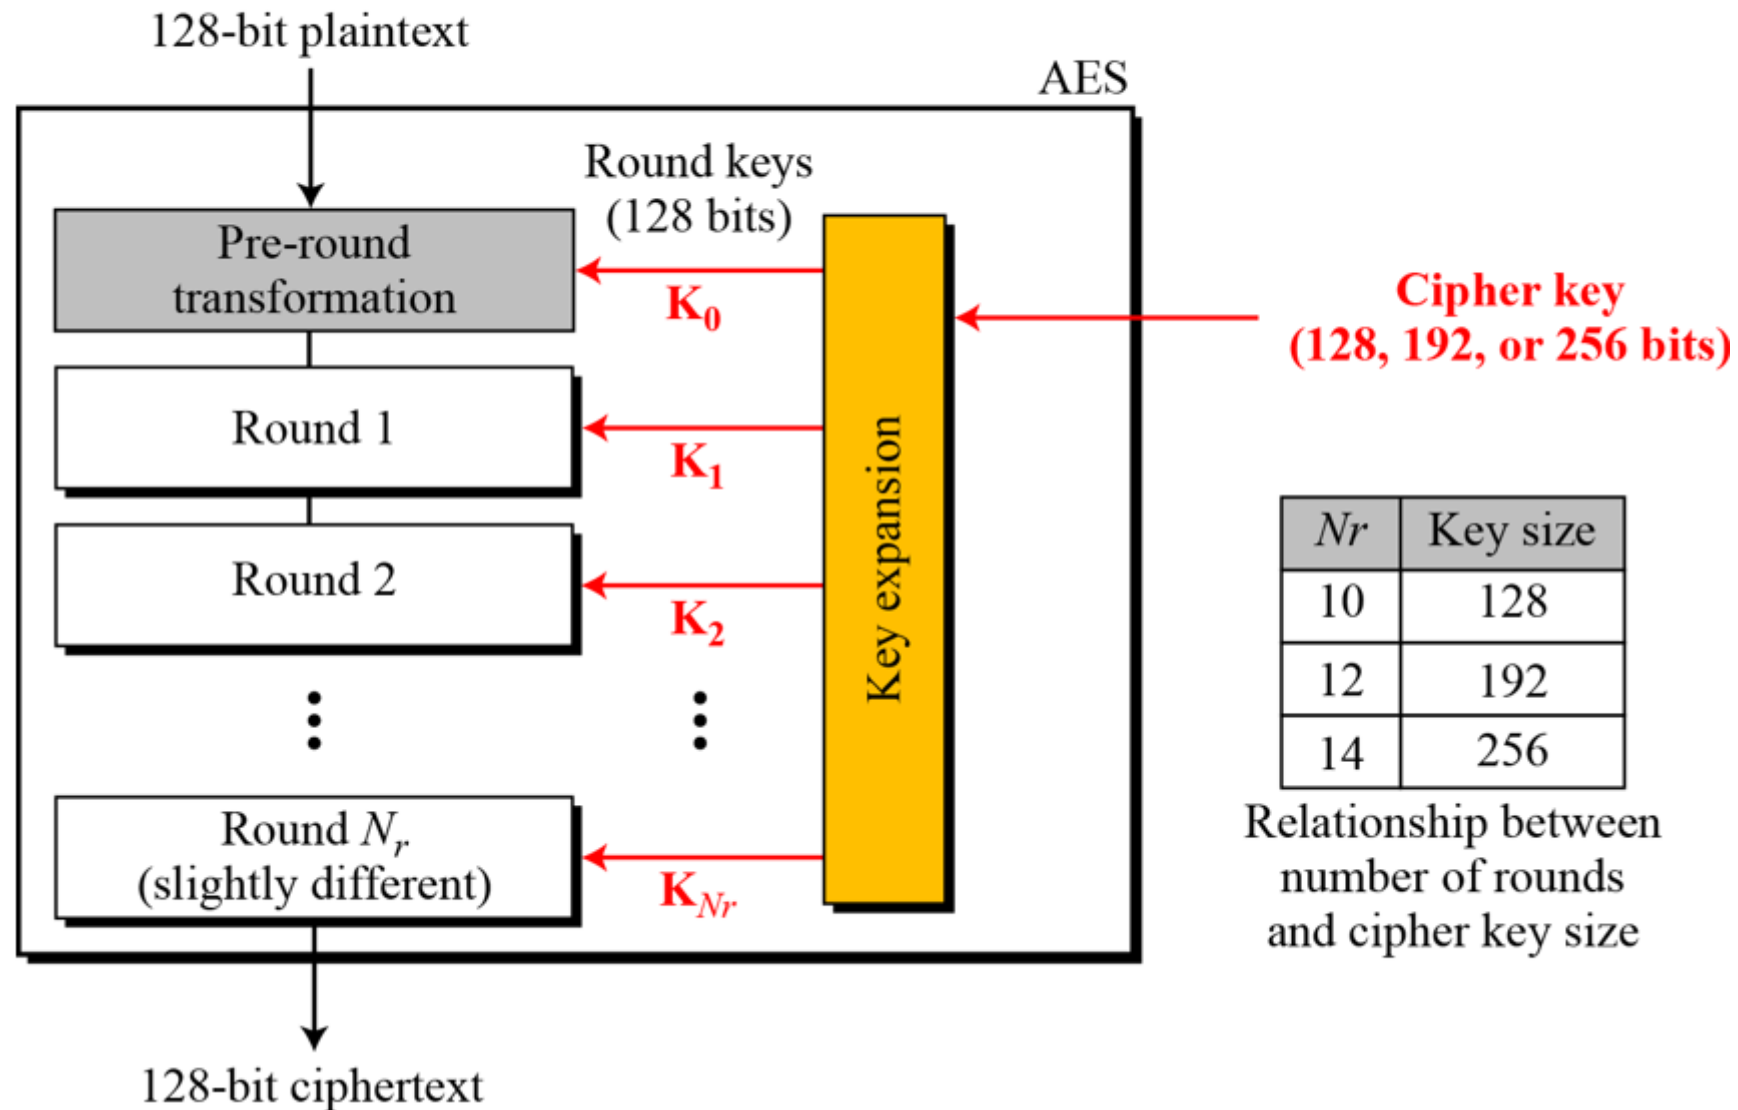 128-bit plaintext
AES
Round keys
(128 bits)
Pre-round
transformation
K0
Cipher key
(128, 192, or 256 bits)
Round 1
K1
Key expansion
Round 2
K2
Nr Key size
10 128
12 192
14 256
Relationship between
number of rounds
and cipher key size
Round Nr
(slightly different)
KNr
128-bit ciphertext